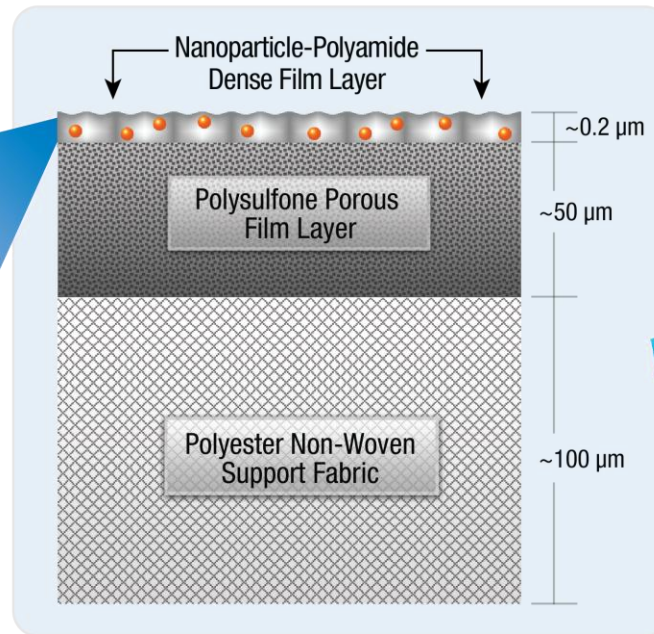 Nanoparticle-Polyamide
Dense Film Layer
~0.2 µm
Polysulfone Porous
Film Layer
~50 µm
Polyester Non-Woven
Support Fabric
~100 µm